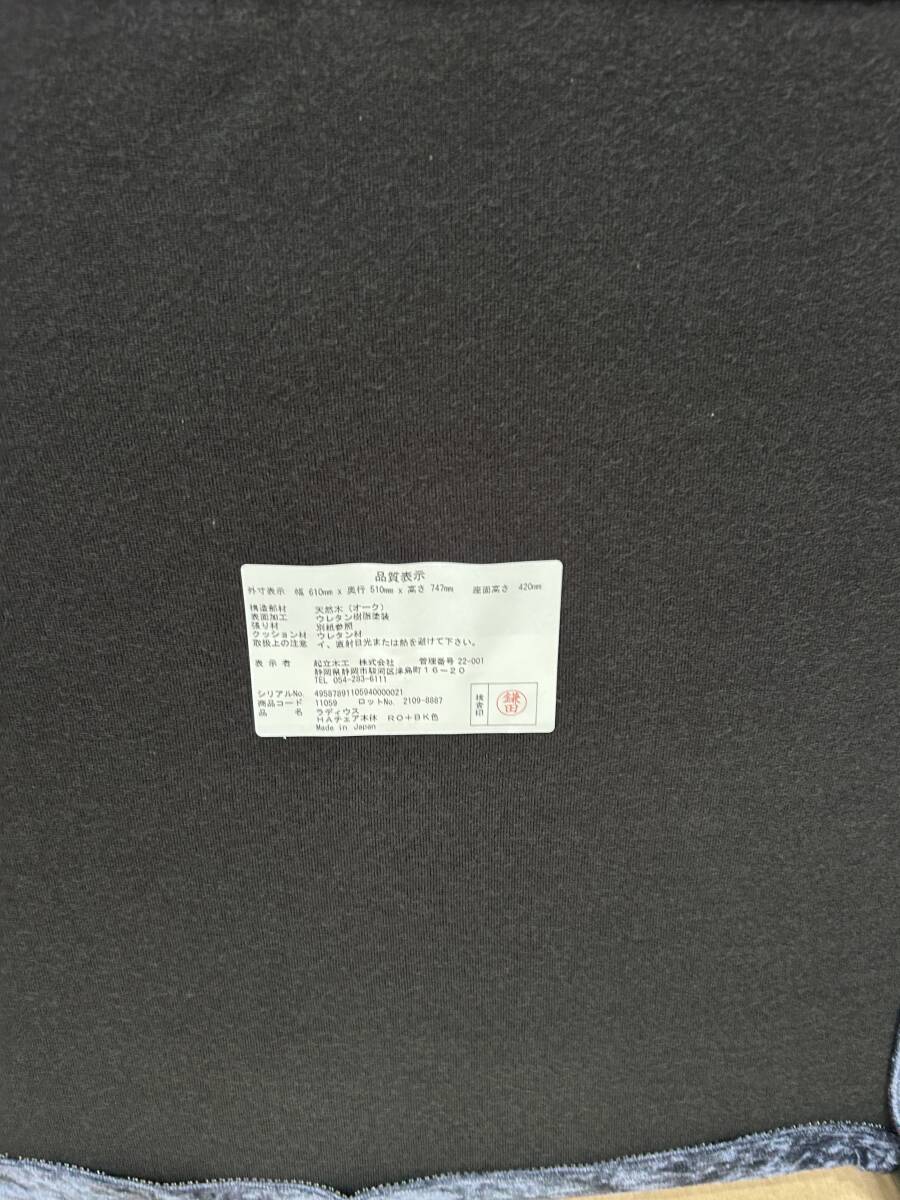 品質表示
外寸表示 幅 610mm x 奥行 510mm x 高さ 747mm 座面高さ 420mm
構造部材 天然木(オーク)
表面加工 ウレタン樹脂塗装
張り材 別紙参照
クッション材 ウレタン材
取扱上の注意 イ、直射日光または熱を避けて下さい。
表示者 起立木工 株式会社 管理番号 22-001
静岡県静岡市駿河区津島町16-20
TEL 054-283-6111
シリアルNo. 49587891105940000021
商品コード 11059 ロットNo. 2109-8887
品名 ラディウス
HAチェア本体 RO+BK色
Made in Japan
検査印
鎌田